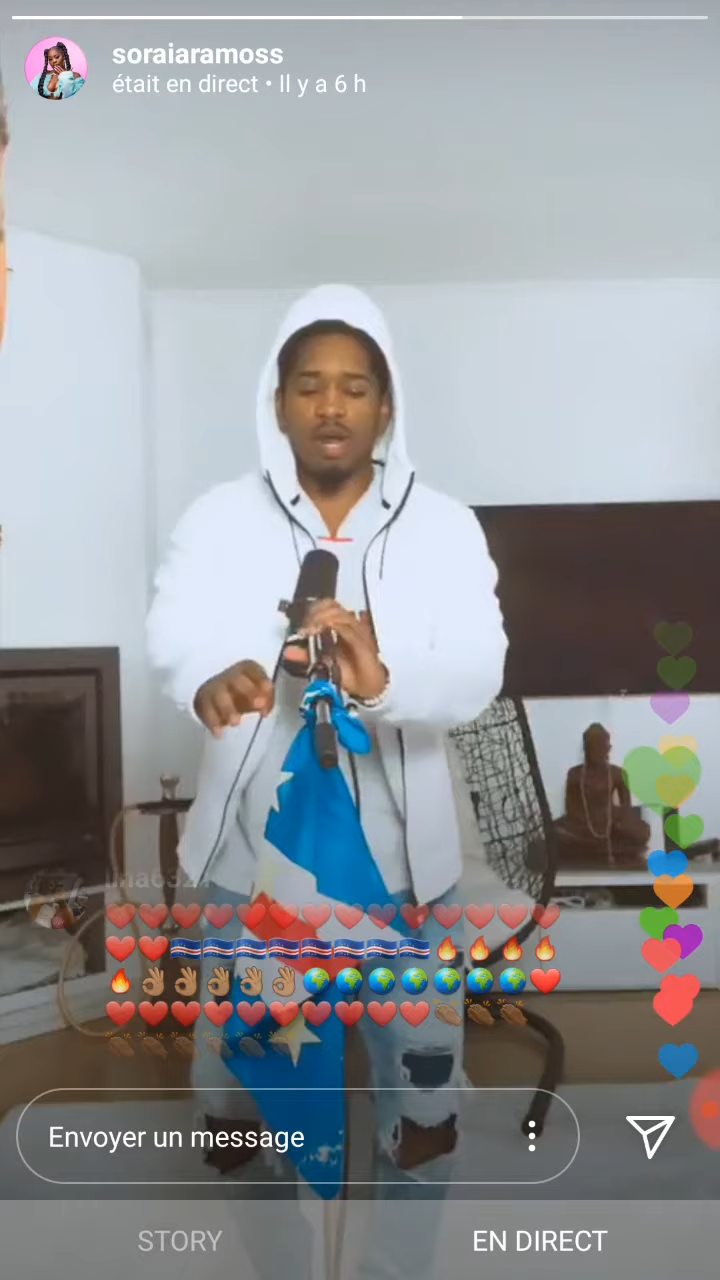 soraiaramoss
était en direct • Il y a 6 h
Envoyer un message
STORY
EN DIRECT